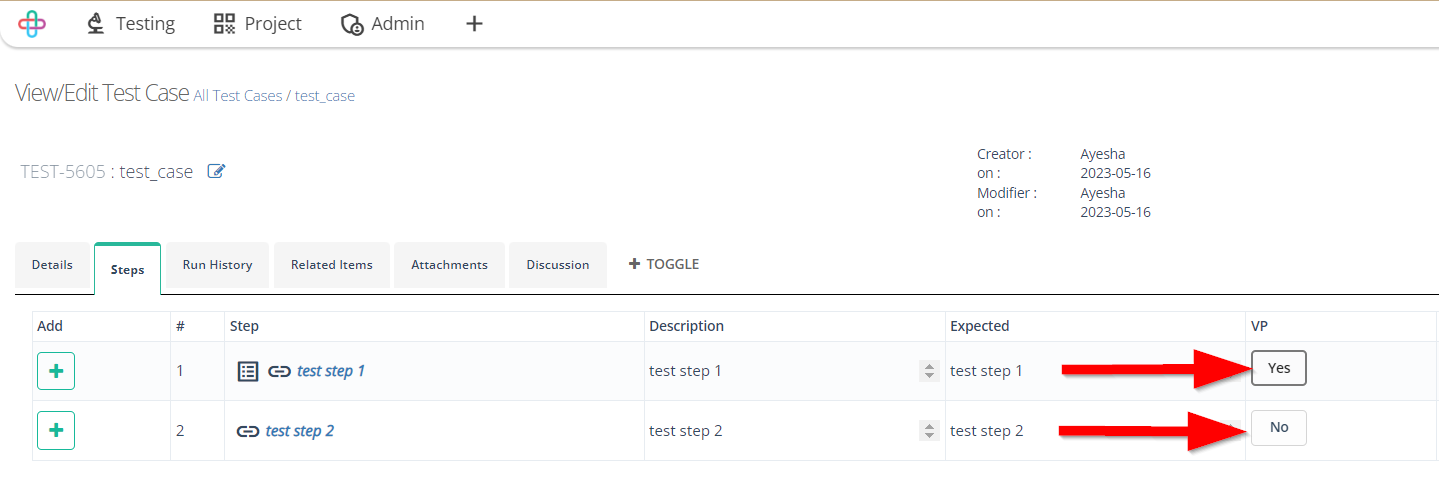 Testing Project Admin
View/Edit Test Case All Test Cases / test_case
TEST-5605 : test_case
Creator : Ayesha
on : 2023-05-16
Modifier : Ayesha
on : 2023-05-16
Details Steps Run History Related Items Attachments Discussion + TOGGLE
Add # Step Description Expected VP
+ 1 test step 1 test step 1 test step 1 Yes
+ 2 test step 2 test step 2 test step 2 No